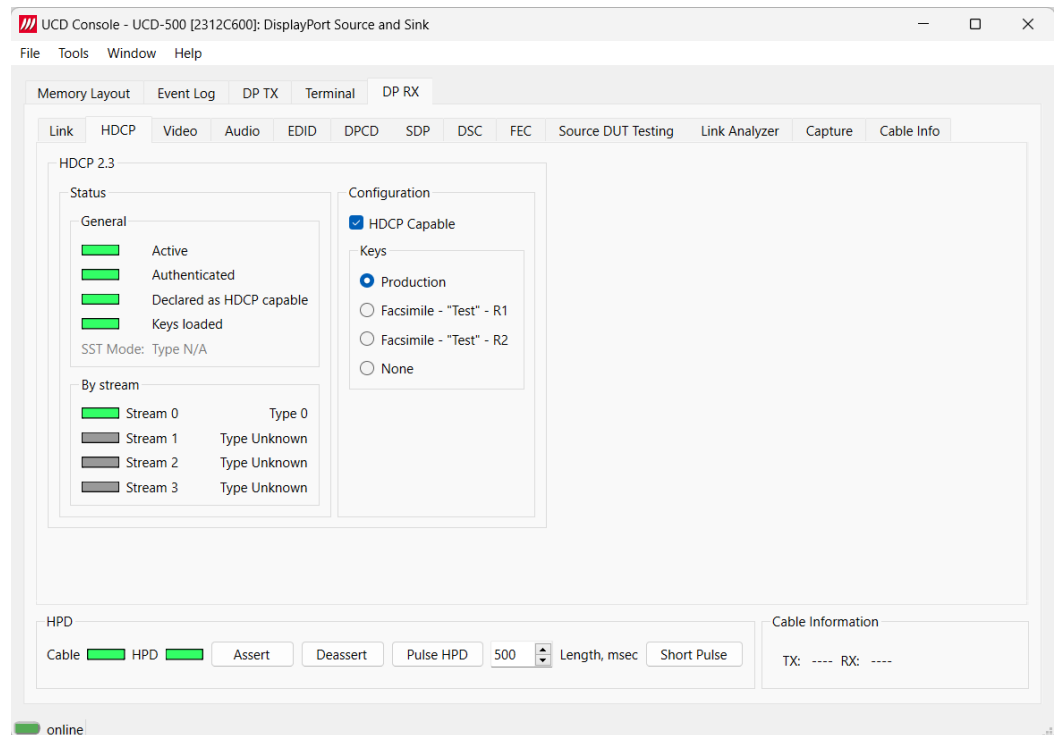 UCD Console - UCD-500 [2312C600]: DisplayPort Source and Sink
File Tools Window Help
Memory Layout Event Log DP TX Terminal DP RX
Link HDCP Video Audio EDID DPCD SDP DSC FEC Source DUT Testing Link Analyzer Capture Cable Info
HDCP 2.3
Status
General
Active
Authenticated
Declared as HDCP capable
Keys loaded
SST Mode: Type N/A
By stream
Stream 0 Type 0
Stream 1 Type Unknown
Stream 2 Type Unknown
Stream 3 Type Unknown
Configuration
HDCP Capable
Keys
Production
Facsimile - "Test" - R1
Facsimile - "Test" - R2
None
HPD
Cable HPD Assert Deassert Pulse HPD 500 Length, msec Short Pulse
Cable Information
TX: ---- RX: ----
online